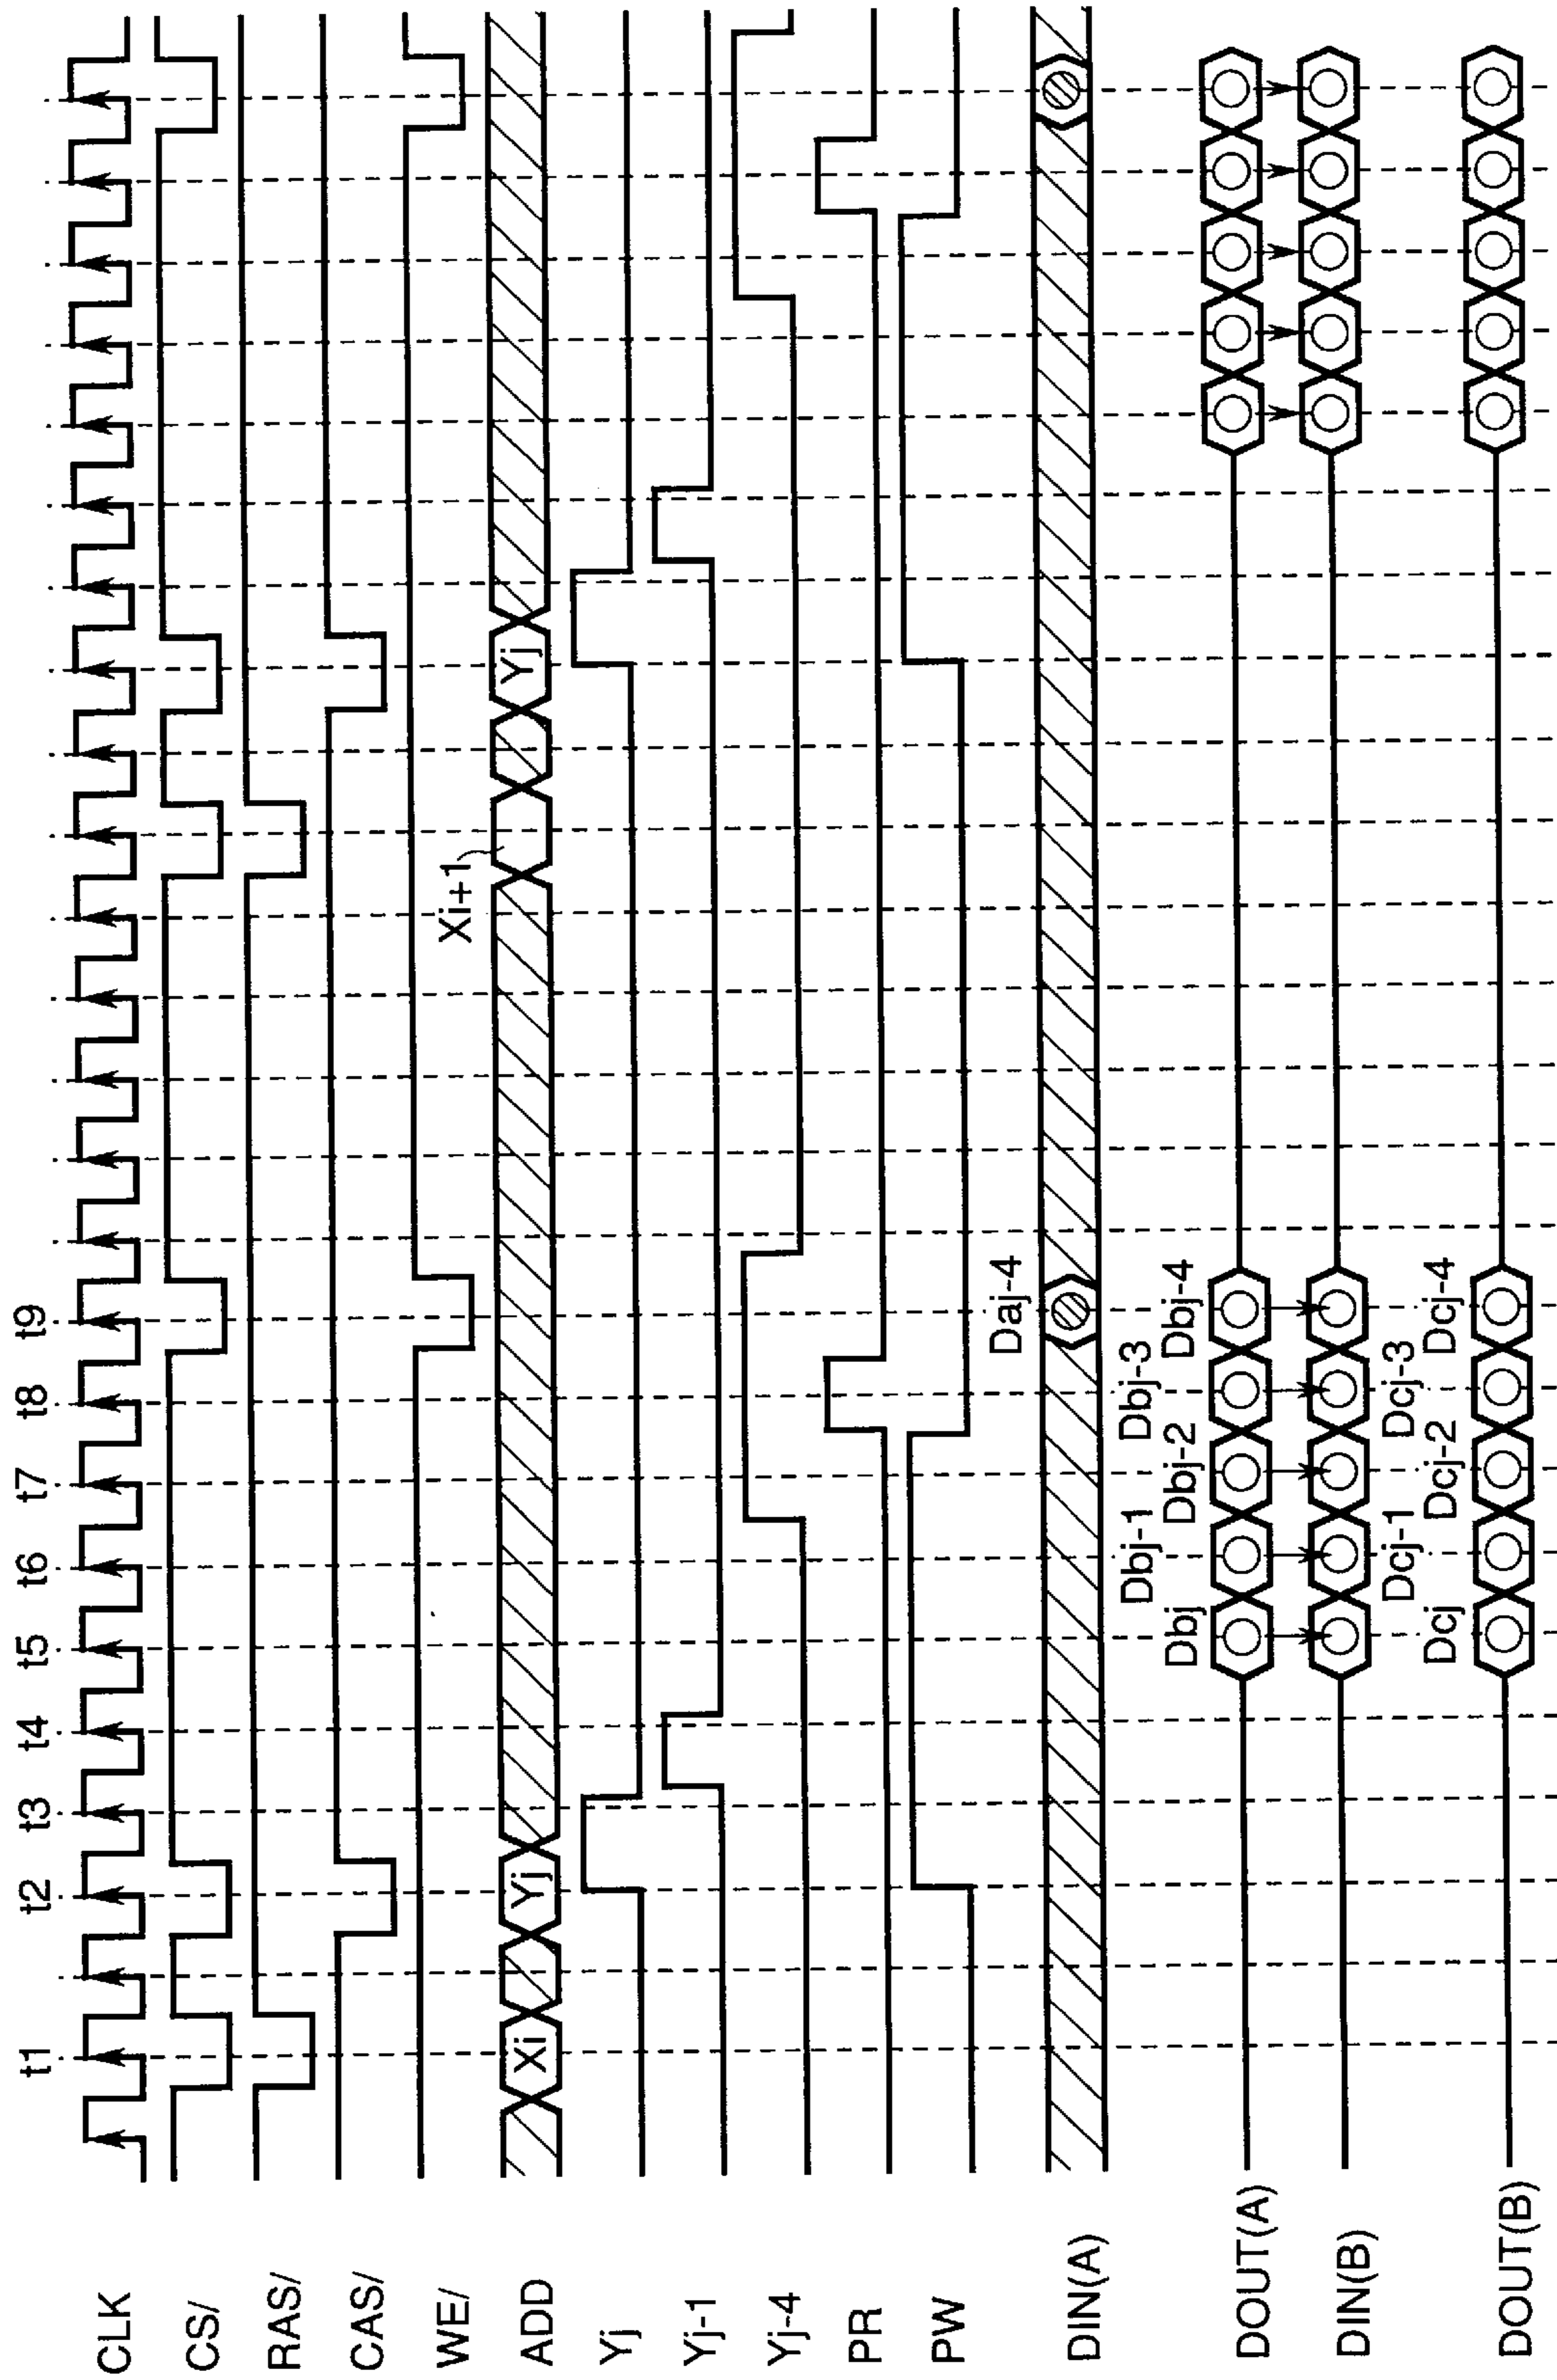 t1 t2 t3 t4 t5 t6 t7 t8 t9
CLK
CS/
RAS/
CAS/
WE/
Xi+1
ADD Xi Yj Yj
Yj
Yj-1
Yj-4
PR
PW
Daj-4
DIN(A)
Dbj-1 Dbj-3
Dbj Dbj-2 Dbj-4
DOUT(A)
DIN(B)
Dcj-1 Dcj-3
Dcj Dcj-2 Dcj-4
DOUT(B)